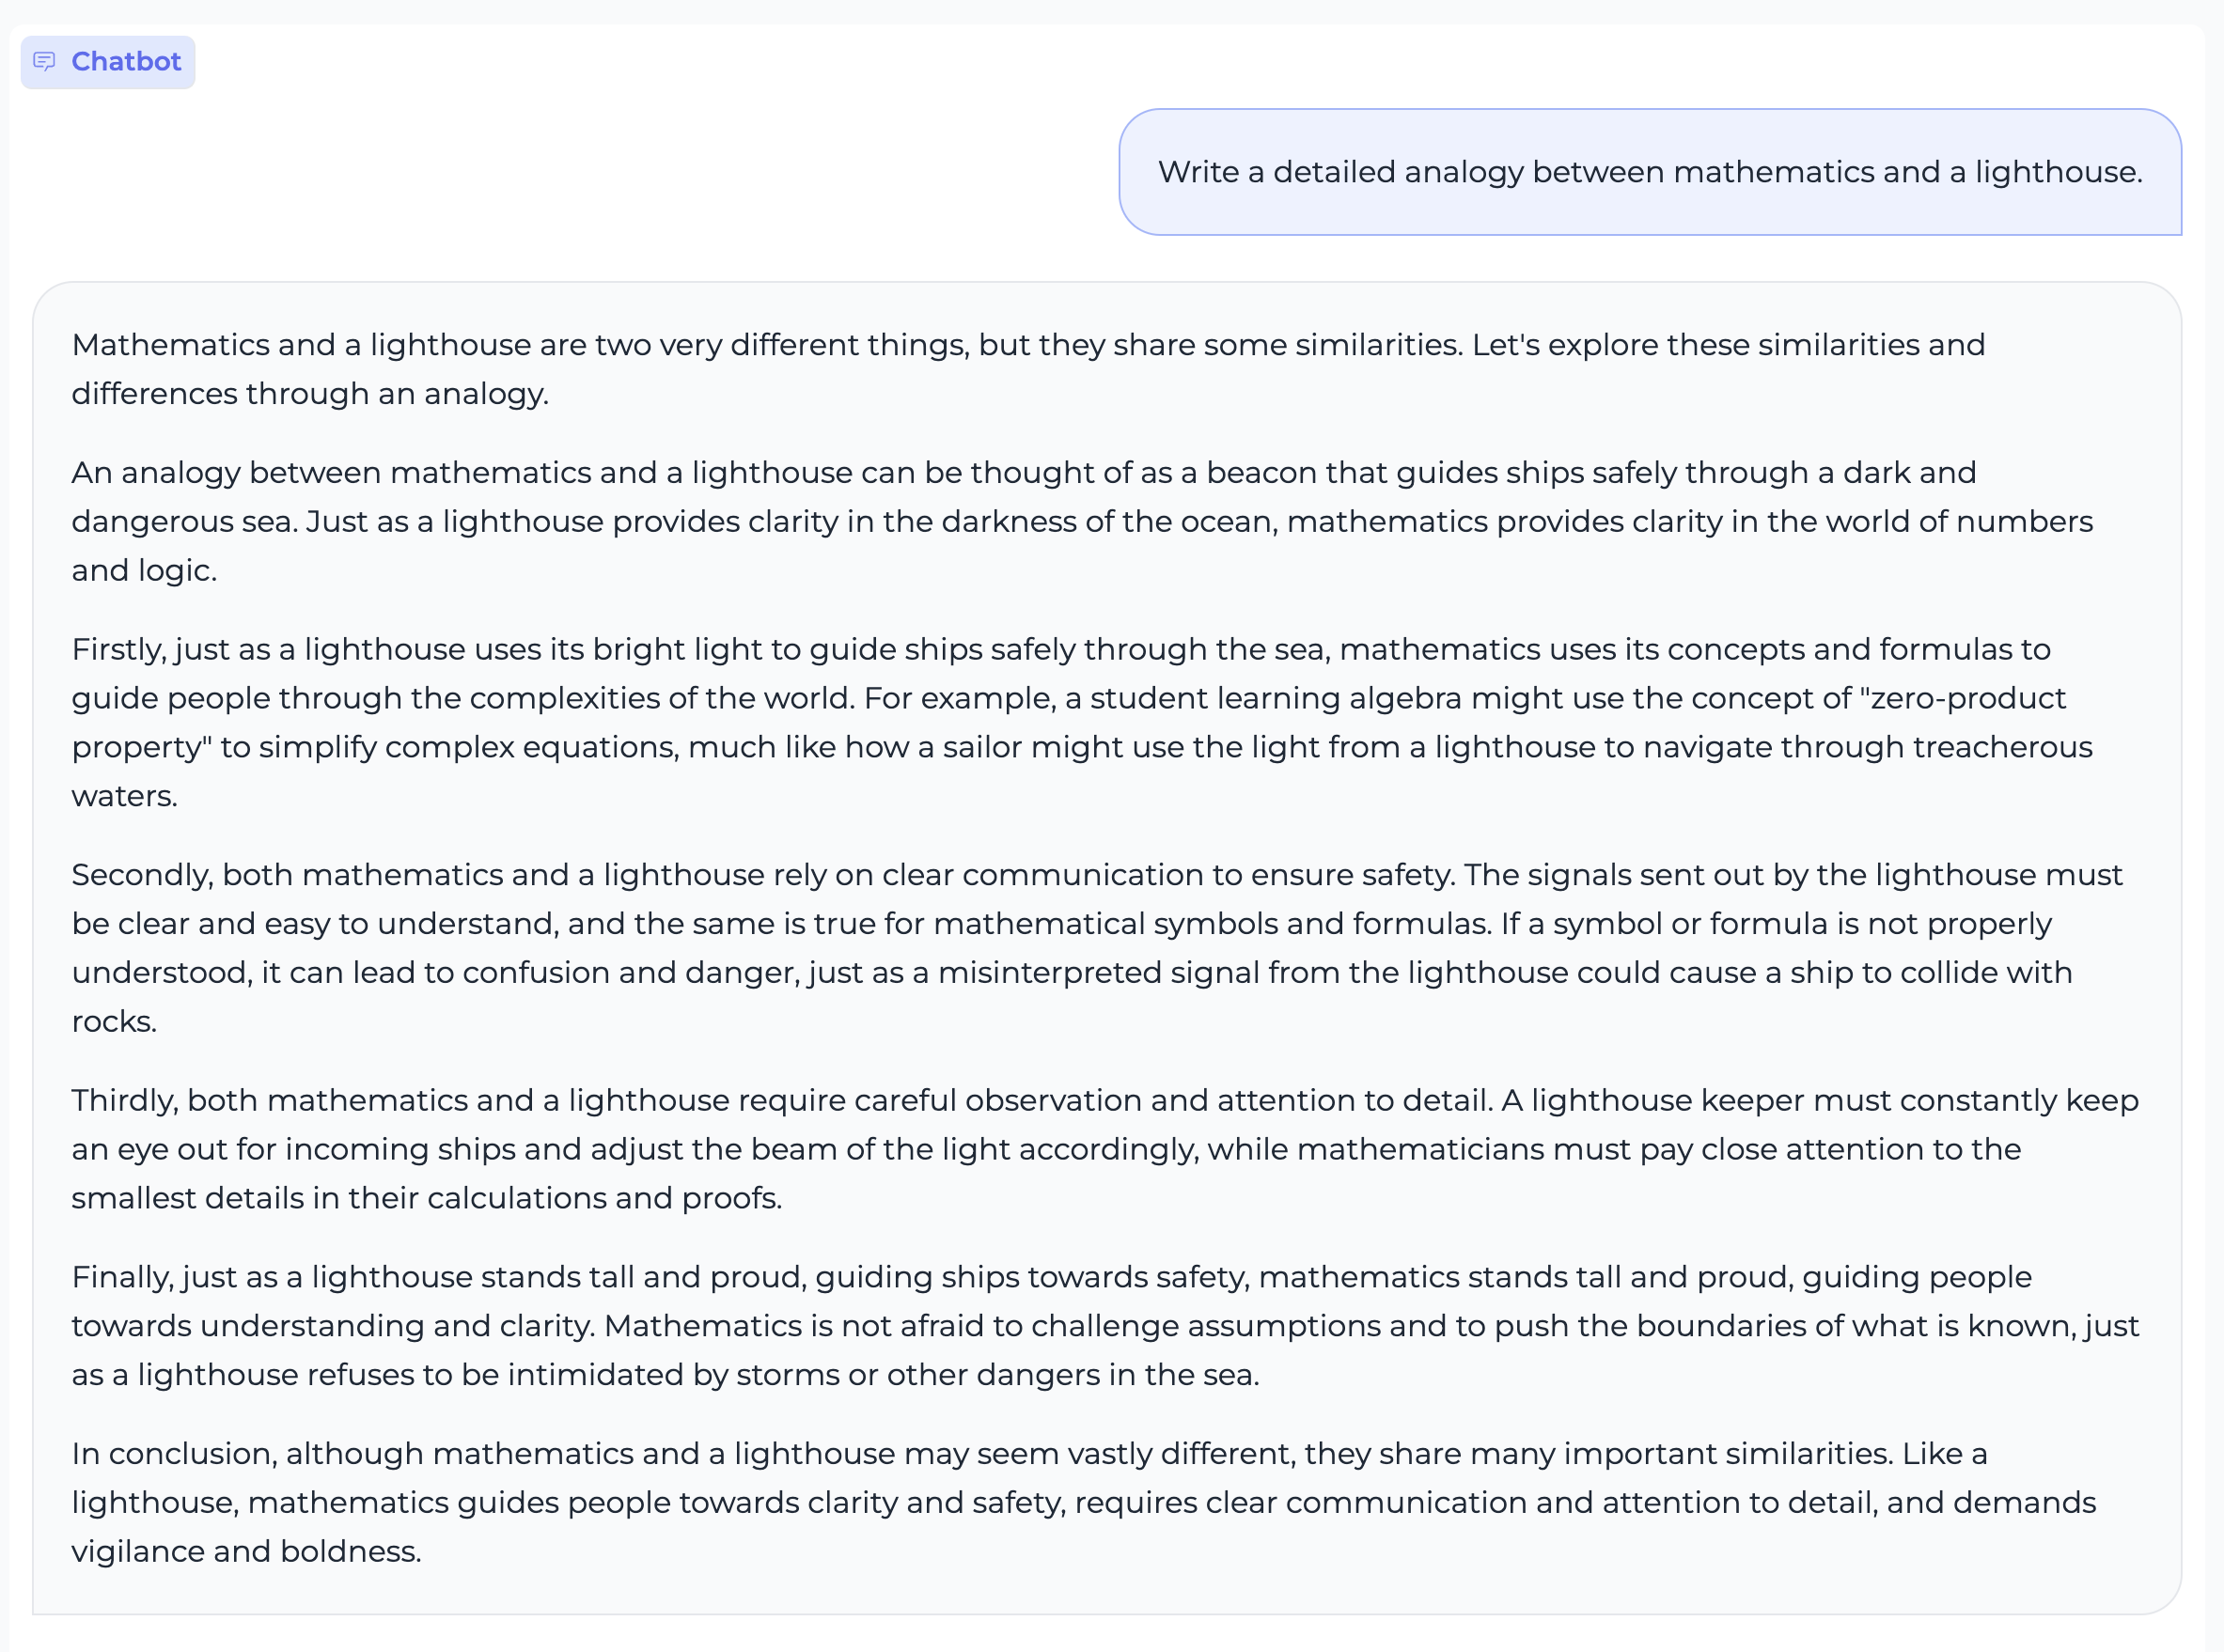 Chatbot
Write a detailed analogy between mathematics and a lighthouse.
Mathematics and a lighthouse are two very different things, but they share some similarities. Let's explore these similarities and
differences through an analogy.
An analogy between mathematics and a lighthouse can be thought of as a beacon that guides ships safely through a dark and
dangerous sea. Just as a lighthouse provides clarity in the darkness of the ocean, mathematics provides clarity in the world of numbers
and logic.
Firstly, just as a lighthouse uses its bright light to guide ships safely through the sea, mathematics uses its concepts and formulas to
guide people through the complexities of the world. For example, a student learning algebra might use the concept of "zero-product
property" to simplify complex equations, much like how a sailor might use the light from a lighthouse to navigate through treacherous
waters.
Secondly, both mathematics and a lighthouse rely on clear communication to ensure safety. The signals sent out by the lighthouse must
be clear and easy to understand, and the same is true for mathematical symbols and formulas. If a symbol or formula is not properly
understood, it can lead to confusion and danger, just as a misinterpreted signal from the lighthouse could cause a ship to collide with
rocks.
Thirdly, both mathematics and a lighthouse require careful observation and attention to detail. A lighthouse keeper must constantly keep
an eye out for incoming ships and adjust the beam of the light accordingly, while mathematicians must pay close attention to the
smallest details in their calculations and proofs.
Finally, just as a lighthouse stands tall and proud, guiding ships towards safety, mathematics stands tall and proud, guiding people
towards understanding and clarity. Mathematics is not afraid to challenge assumptions and to push the boundaries of what is known, just
as a lighthouse refuses to be intimidated by storms or other dangers in the sea.
In conclusion, although mathematics and a lighthouse may seem vastly different, they share many important similarities. Like a
lighthouse, mathematics guides people towards clarity and safety, requires clear communication and attention to detail, and demands
vigilance and boldness.